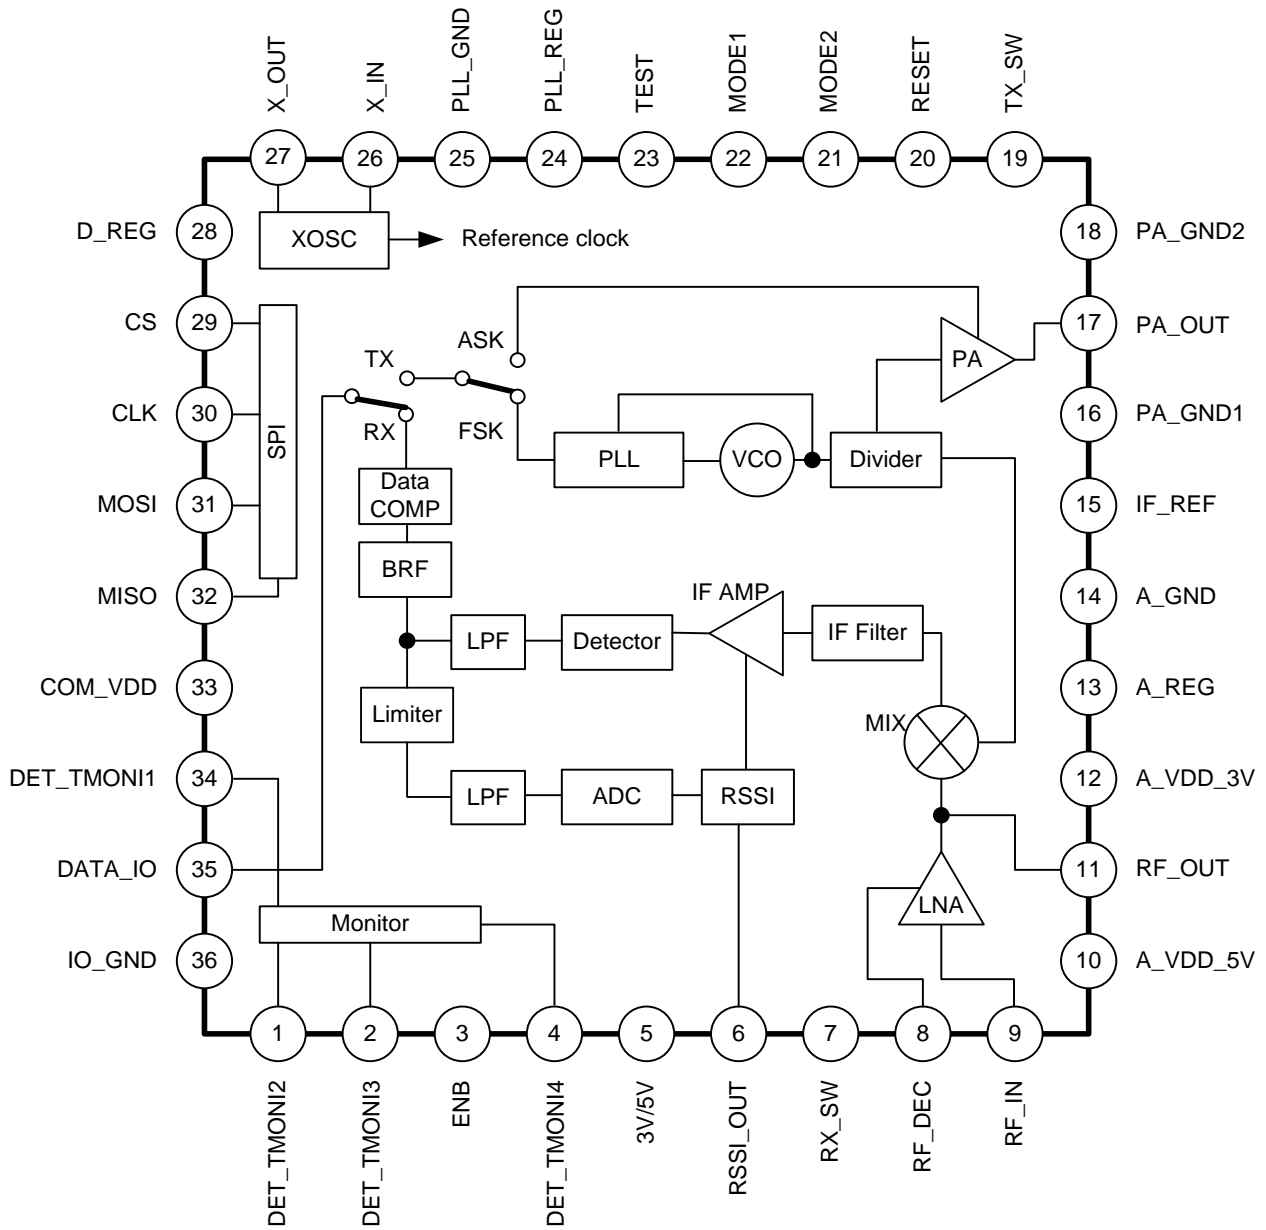 X_OUT
X_IN
PLL_GND
PLL_REG
TEST
MODE1
MODE2
RESET
TX_SW
27
26
25
24
23
22
21
20
19
D_REG
28
XOSC
Reference clock
18
PA_GND2
CS
29
ASK
17
PA_OUT
TX
PA
CLK
30
RX
FSK
16
PA_GND1
SPI
PLL
VCO
Divider
MOSI
31
Data
COMP
15
IF_REF
BRF
MISO
32
IF AMP
14
A_GND
LPF
Detector
IF Filter
COM_VDD
33
13
A_REG
Limiter
MIX
DET_TMONI1
34
12
A_VDD_3V
LPF
ADC
RSSI
DATA_IO
35
11
RF_OUT
LNA
Monitor
IO_GND
36
10
A_VDD_5V
1
2
3
4
5
6
7
8
9
DET_TMONI2
DET_TMONI3
ENB
DET_TMONI4
3V/5V
RSSI_OUT
RX_SW
RF_DEC
RF_IN